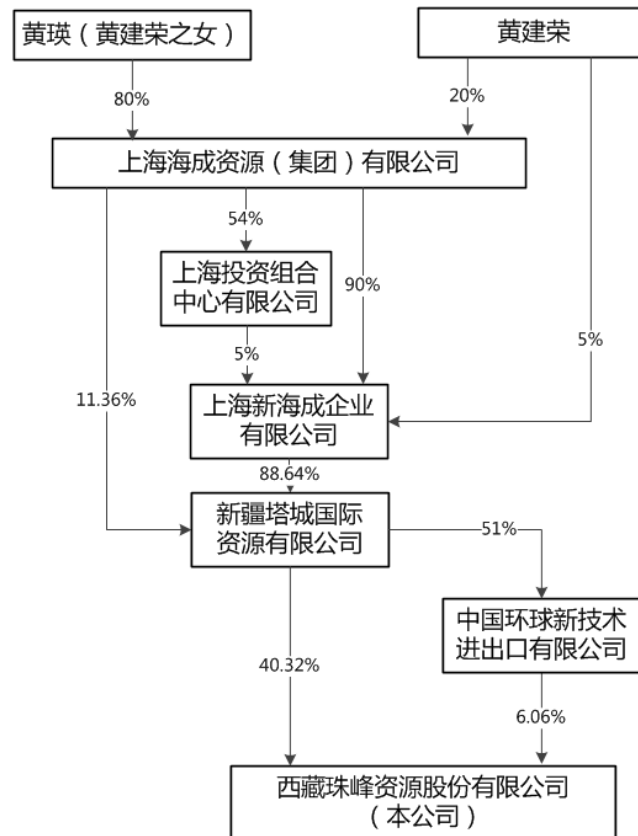 黄瑛（黄建荣之女）
黄建荣
80%
20%
上海海成资源（集团）有限公司
54%
上海投资组合
中心有限公司
90%
5%
5%
11.36%
上海新海成企业
有限公司
88.64%
新疆塔城国际
资源有限公司
51%
中国环球新技术
进出口有限公司
40.32%
6.06%
西藏珠峰资源股份有限公司
（本公司）